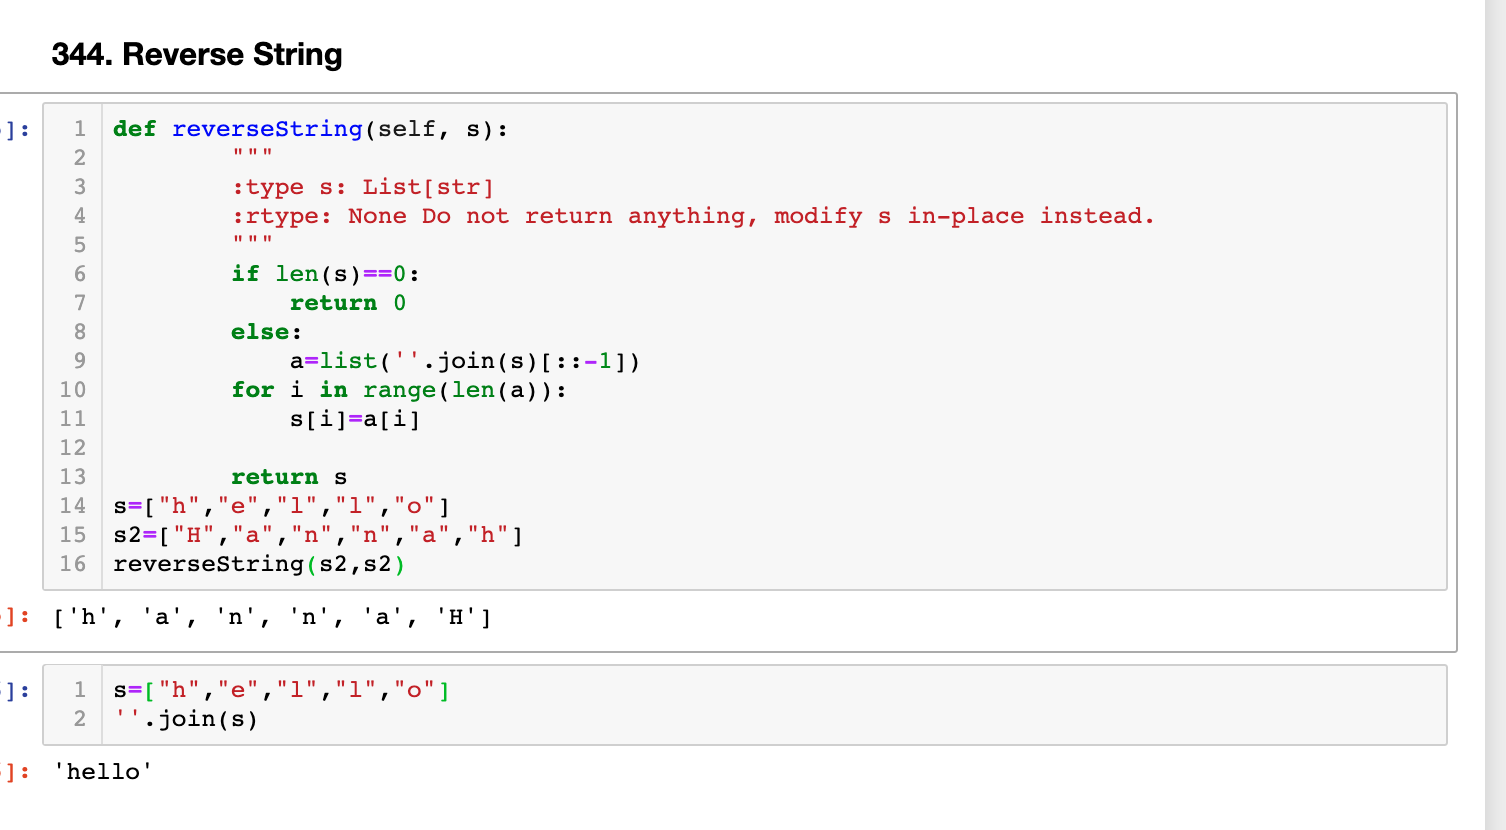 344. Reverse String
]:
1 def reverseString(self, s):
2         """
3         :type s: List[str]
4         :rtype: None Do not return anything, modify s in-place instead.
5         """
6         if len(s)==0:
7             return 0
8         else:
9             a=list(''.join(s)[::-1])
10         for i in range(len(a)):
11             s[i]=a[i]
12
13         return s
14 s=["h","e","l","l","o"]
15 s2=["H","a","n","n","a","h"]
16 reverseString(s2,s2)
]: ['h', 'a', 'n', 'n', 'a', 'H']
]:
1 s=["h","e","l","l","o"]
2 ''.join(s)
]: 'hello'